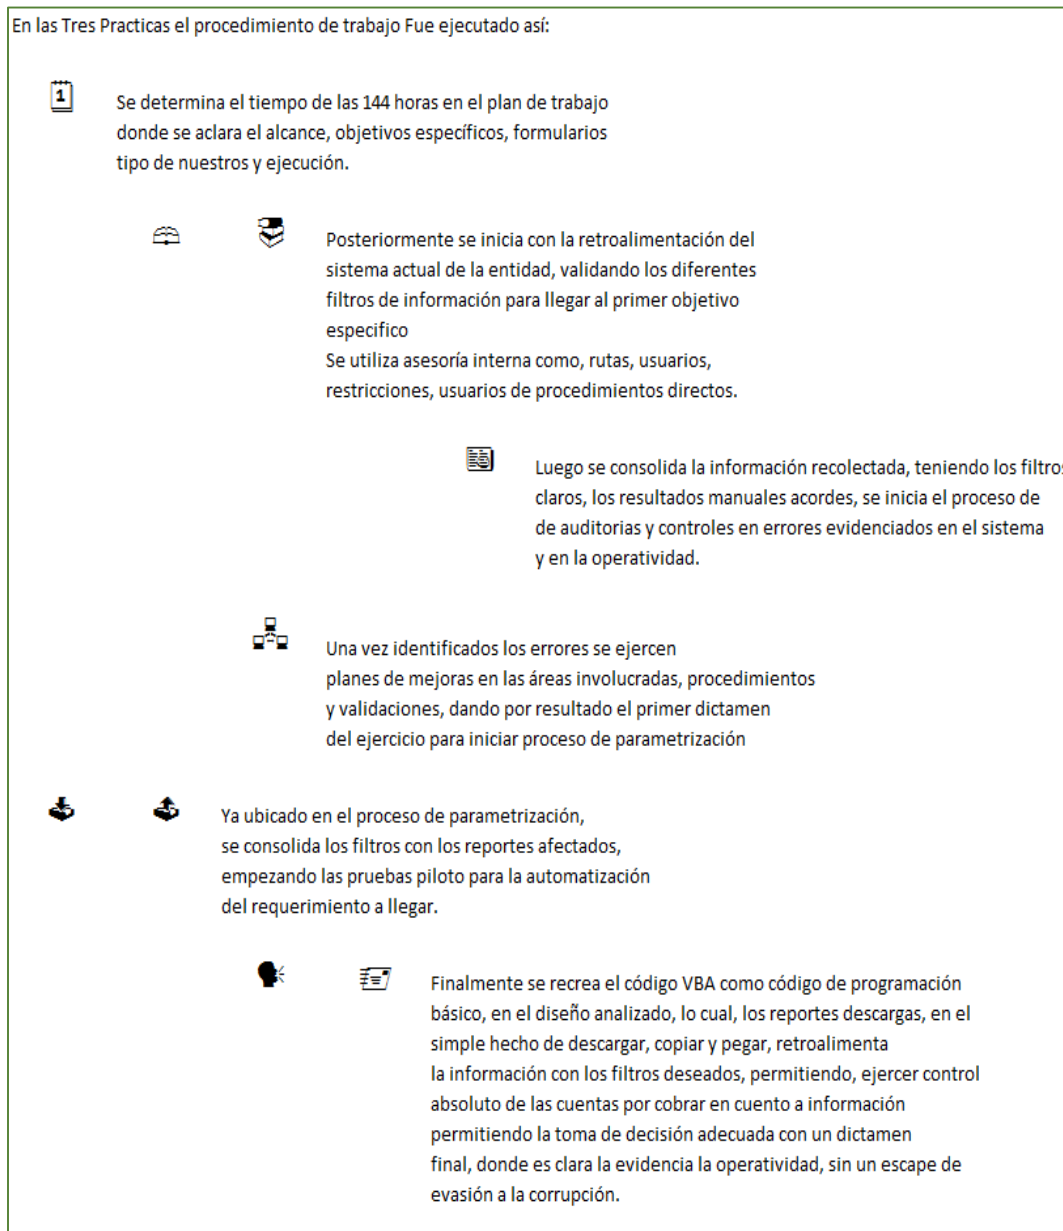 En las Tres Practicas el procedimiento de trabajo Fue ejecutado así:
1
Se determina el tiempo de las 144 horas en el plan de trabajo
donde se aclara el alcance, objetivos específicos, formularios
tipo de nuestros y ejecución.
Posteriormente se inicia con la retroalimentación del
sistema actual de la entidad, validando los diferentes
filtros de información para llegar al primer objetivo
especifico
Se utiliza asesoría interna como, rutas, usuarios,
restricciones, usuarios de procedimientos directos.
Luego se consolida la información recolectada, teniendo los filtros
claros, los resultados manuales acordes, se inicia el proceso de
de auditorias y controles en errores evidenciados en el sistema
y en la operatividad.
Una vez identificados los errores se ejercen
planes de mejoras en las áreas involucradas, procedimientos
y validaciones, dando por resultado el primer dictamen
del ejercicio para iniciar proceso de parametrización
Ya ubicado en el proceso de parametrización,
se consolida los filtros con los reportes afectados,
empezando las pruebas piloto para la automatización
del requerimiento a llegar.
Finalmente se recrea el código VBA como código de programación
básico, en el diseño analizado, lo cual, los reportes descargas, en el
simple hecho de descargar, copiar y pegar, retroalimenta
la información con los filtros deseados, permitiendo, ejercer control
absoluto de las cuentas por cobrar en cuento a información
permitiendo la toma de decisión adecuada con un dictamen
final, donde es clara la evidencia la operatividad, sin un escape de
evasión a la corrupción.